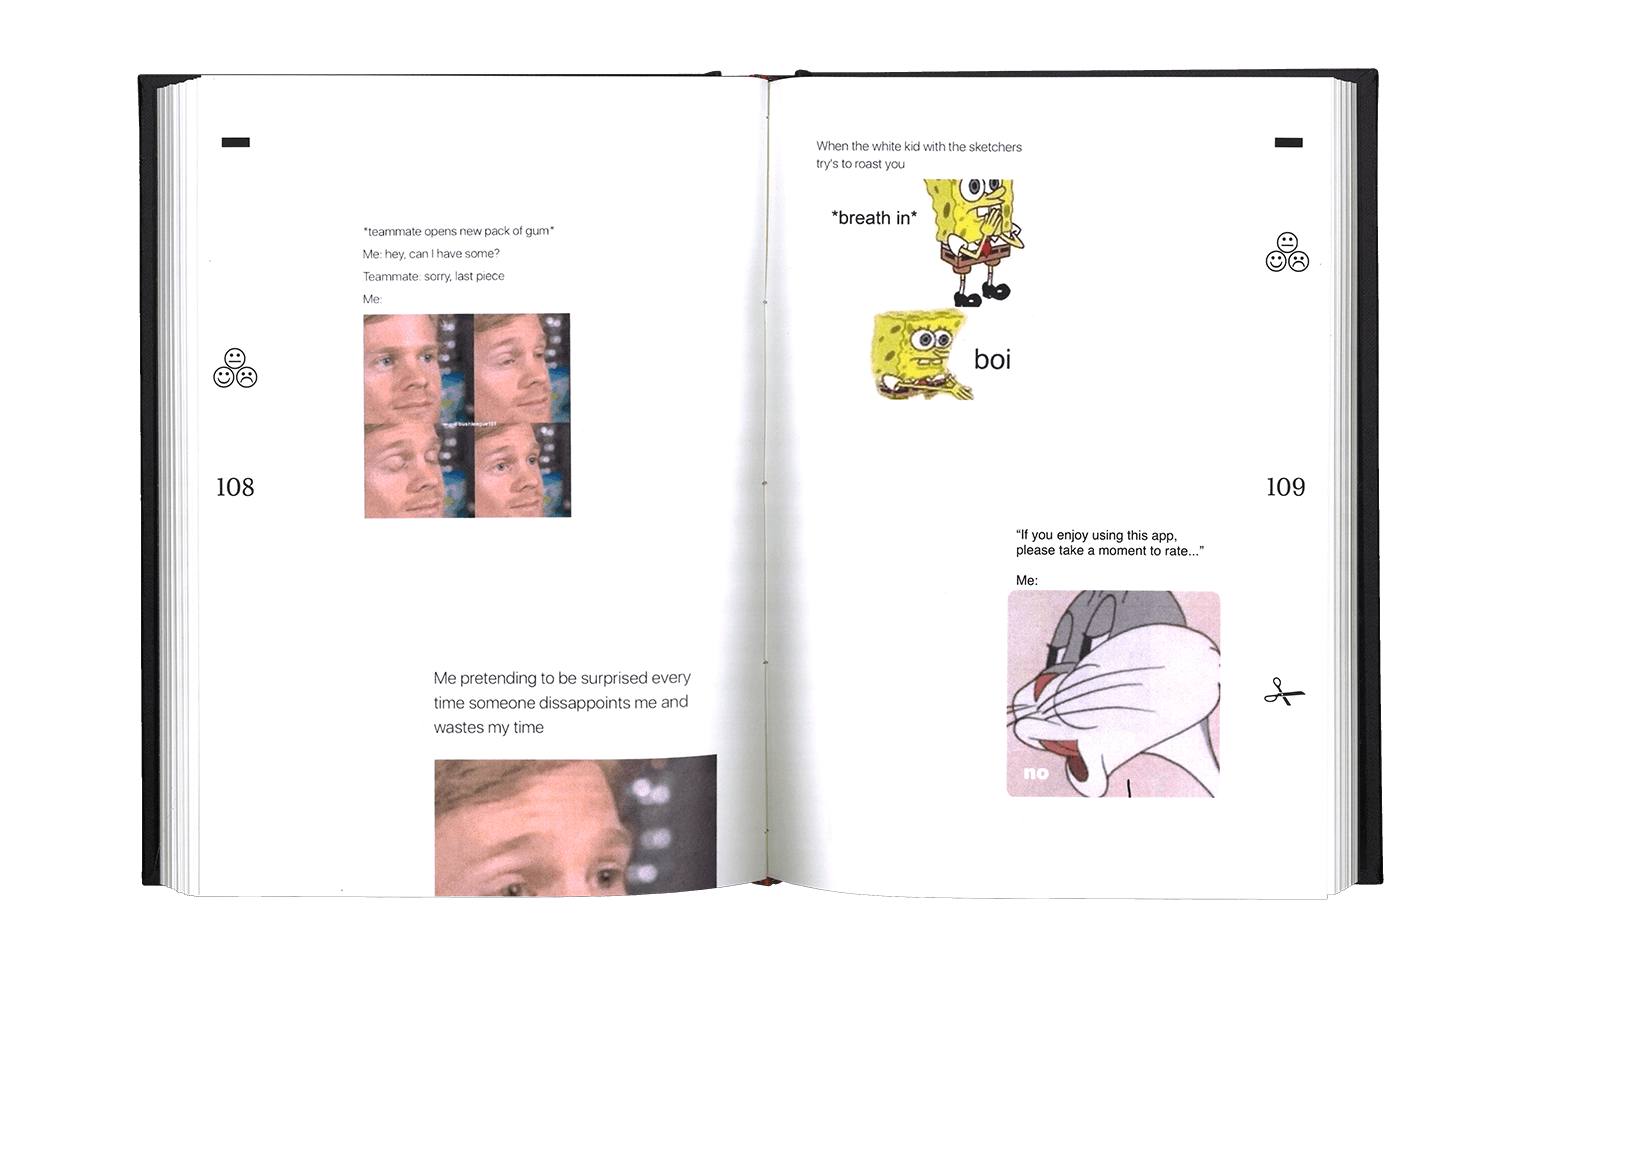 *teammate opens new pack of gum*
Me: hey, can I have some?
Teammate: sorry, last piece
Me:
108
Me pretending to be surprised every
time someone dissappoints me and
wastes my time
When the white kid with the sketchers
try's to roast you
*breath in*
boi
109
“If you enjoy using this app,
please take a moment to rate...”
Me:
no